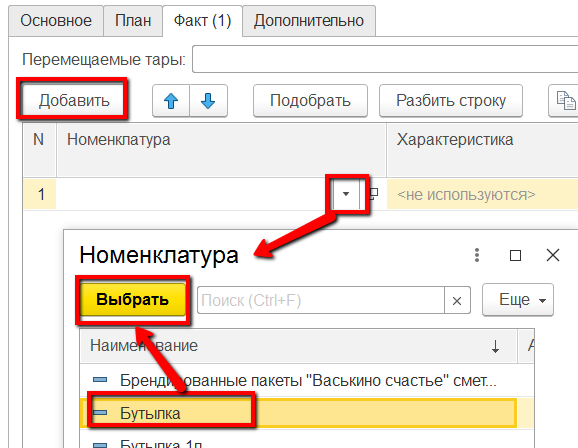 Основное План Факт (1) Дополнительно
Перемещаемые тары:
Добавить Подобрать Разбить строку
N Номенклатура Характеристика
1 <не используются>
Номенклатура
Выбрать Поиск (Ctrl+F) × Еще
Наименование ↓
Брендированные пакеты "Васькино счастье" смет...
Бутылка
Бутылка 1л